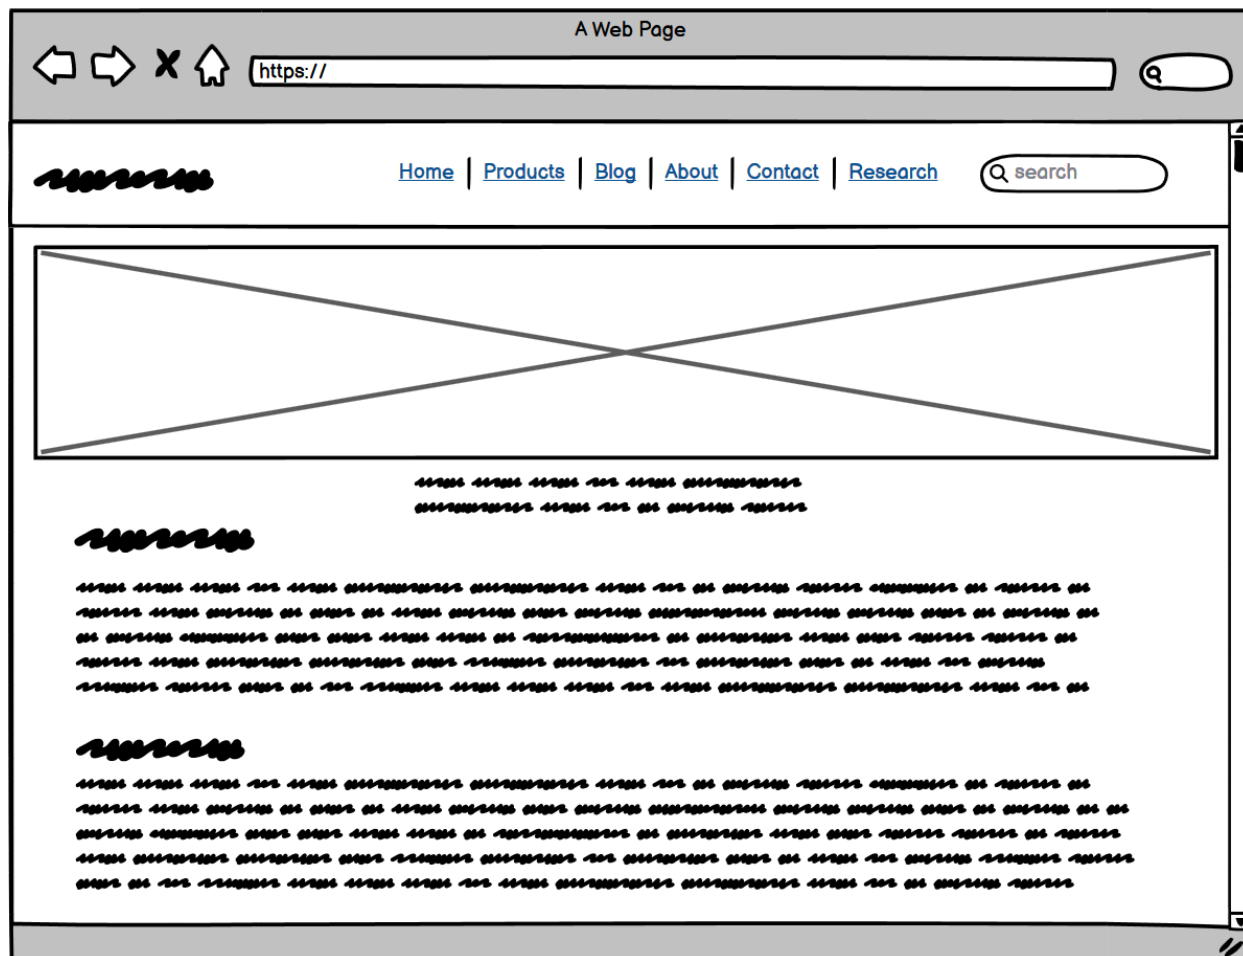 A Web Page
https://
Home | Products | Blog | About | Contact | Research
search